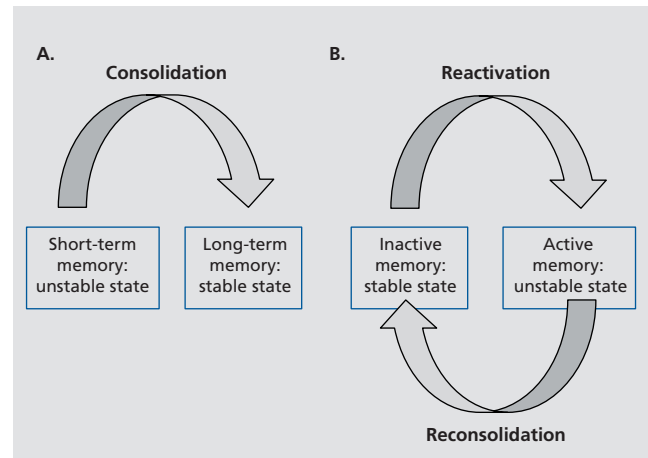 A.
Consolidation
Short-term
memory:
unstable state
Long-term
memory:
stable state
B.
Reactivation
Inactive
memory:
stable state
Active
memory:
unstable state
Reconsolidation